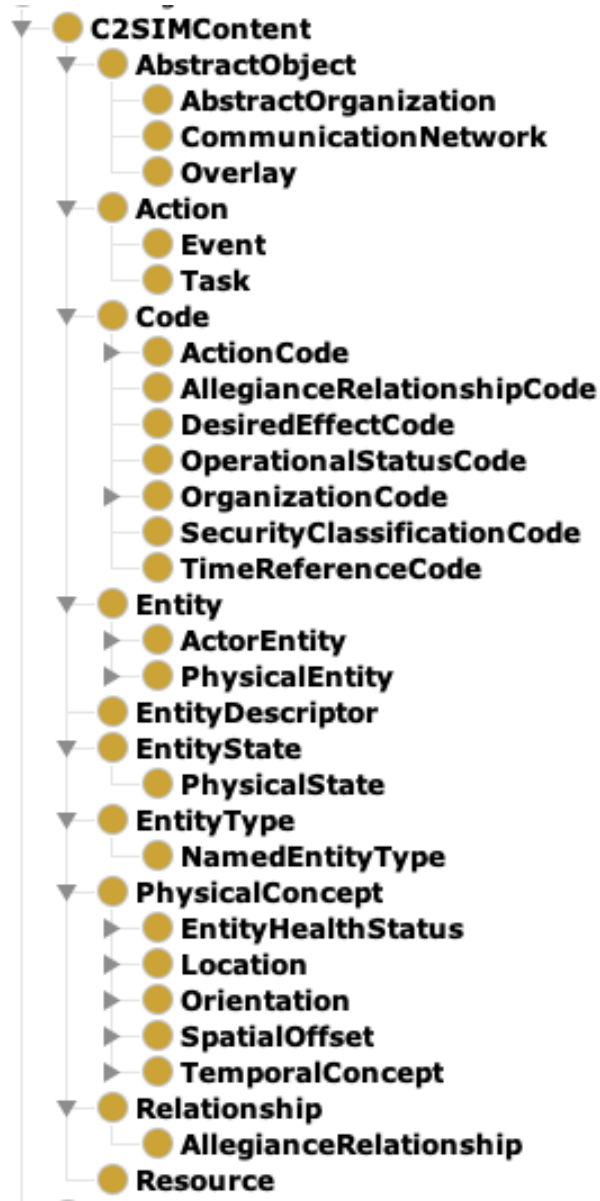 C2SIMContent
AbstractObject
AbstractOrganization
CommunicationNetwork
Overlay
Action
Event
Task
Code
ActionCode
AllegianceRelationshipCode
DesiredEffectCode
OperationalStatusCode
OrganizationCode
SecurityClassificationCode
TimeReferenceCode
Entity
ActorEntity
PhysicalEntity
EntityDescriptor
EntityState
PhysicalState
EntityType
NamedEntityType
PhysicalConcept
EntityHealthStatus
Location
Orientation
SpatialOffset
TemporalConcept
Relationship
AllegianceRelationship
Resource